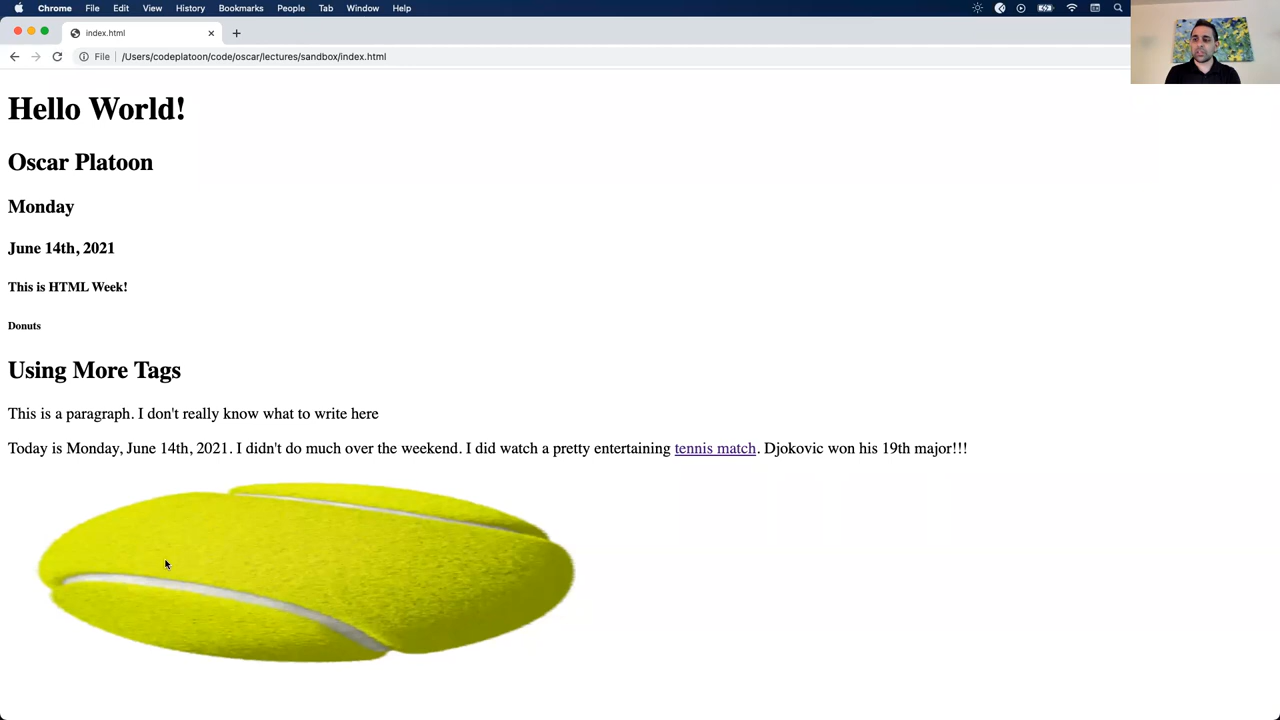 Chrome File Edit View History Bookmarks People Tab Window Help
index.html
File /Users/codeplatoon/code/oscar/lectures/sandbox/index.html
Hello World!
Oscar Platoon
Monday
June 14th, 2021
This is HTML Week!
Donuts
Using More Tags
This is a paragraph. I don't really know what to write here
Today is Monday, June 14th, 2021. I didn't do much over the weekend. I did watch a pretty entertaining tennis match. Djokovic won his 19th major!!!